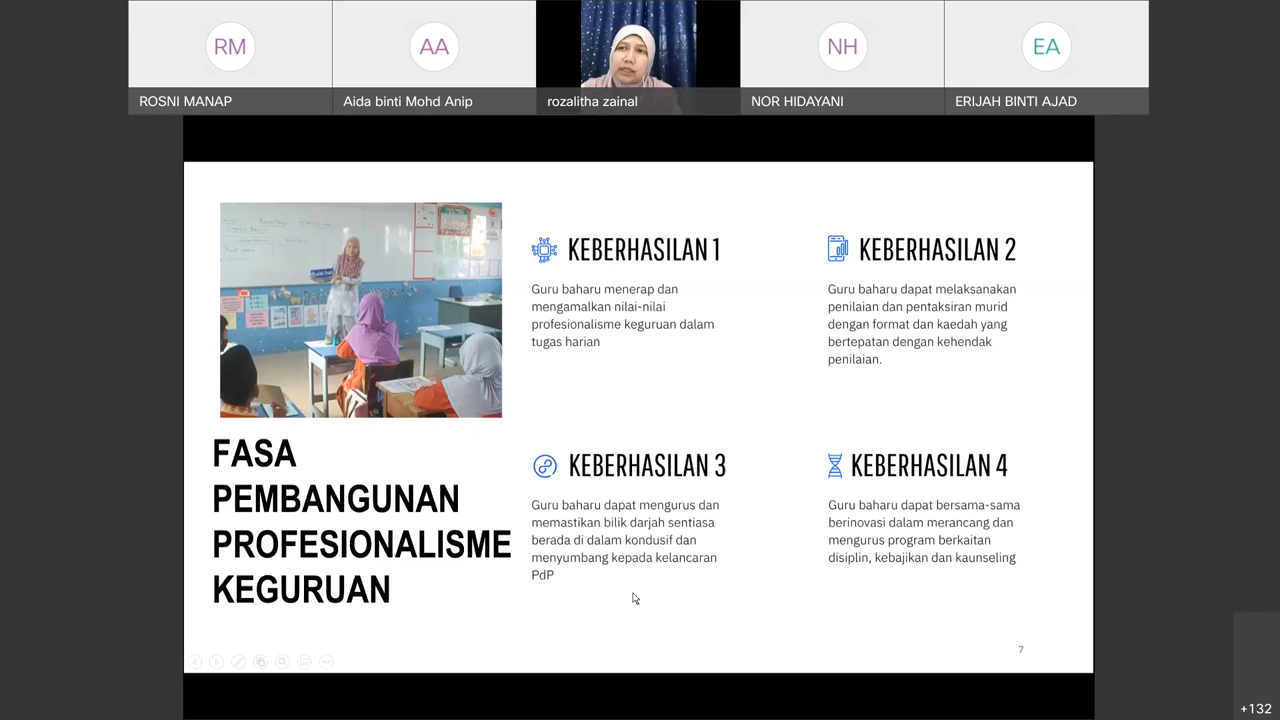 RM
AA
NH
EA
ROSNI MANAP
Aida binti Mohd Anip
rozalitha zainal
NOR HIDAYANI
ERIJAH BINTI AJAD
FASA
PEMBANGUNAN
PROFESIONALISME
KEGURUAN
KEBERHASILAN 1
Guru baharu menerap dan
mengamalkan nilai-nilai
profesionalisme keguruan dalam
tugas harian
KEBERHASILAN 2
Guru baharu dapat melaksanakan
penilaian dan pentaksiran murid
dengan format dan kaedah yang
bertepatan dengan kehendak
penilaian.
KEBERHASILAN 3
Guru baharu dapat mengurus dan
memastikan bilik darjah sentiasa
berada di dalam kondusif dan
menyumbang kepada kelancaran
PdP
KEBERHASILAN 4
Guru baharu dapat bersama-sama
berinovasi dalam merancang dan
mengurus program berkaitan
disiplin, kebajikan dan kaunseling
7
+132